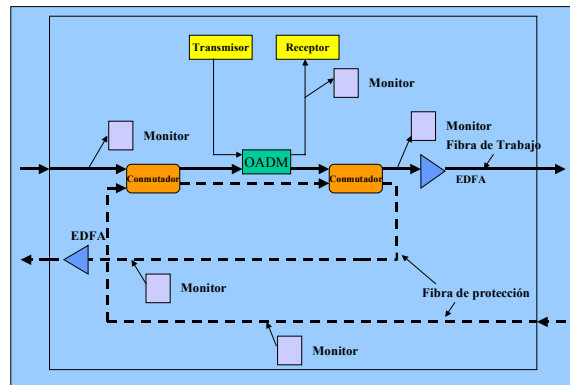 Transmisor
Receptor
Monitor
Monitor
Monitor
Fibra de Trabajo
Conmutador
OADM
Conmutador
EDFA
EDFA
Monitor
Fibra de protección
Monitor